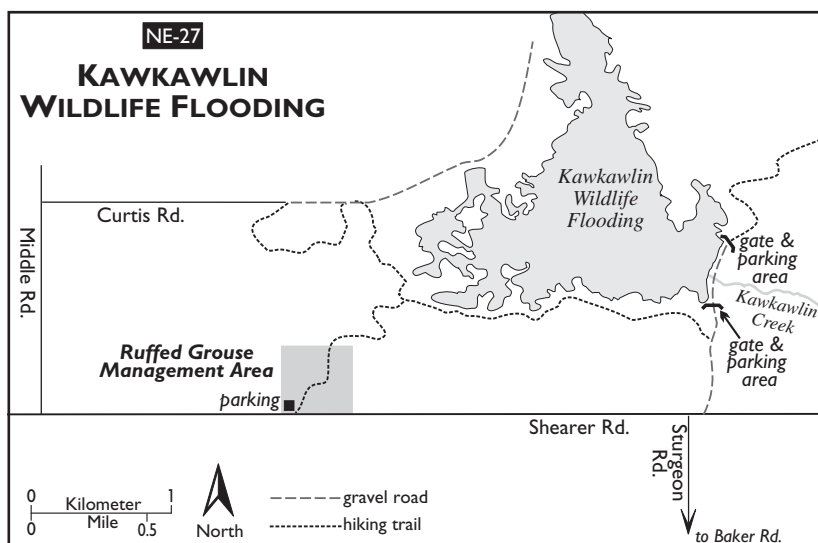 NE-27
KAWKAWLIN
WILDLIFE FLOODING
Kawkawlin
Wildlife
Flooding
Curtis Rd.
Middle Rd.
gate &
parking
area
Kawkawlin
Creek
gate &
parking
area
Ruffed Grouse
Management Area
parking
Shearer Rd.
Sturgeon
Rd.
to Baker Rd.
0 1
Kilometer
Mile
0 0.5
North
gravel road
hiking trail